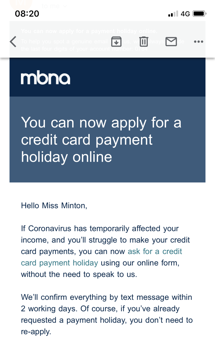 08:20
4G
mbna
You can now apply for a
credit card payment
holiday online
Hello Miss Minton,
If Coronavirus has temporarily affected your
income, and you'll struggle to make your credit
card payments, you can now ask for a credit
card payment holiday using our online form,
without the need to speak to us.
We'll confirm everything by text message within
2 working days. Of course, if you've already
requested a payment holiday, you don't need to
re-apply.